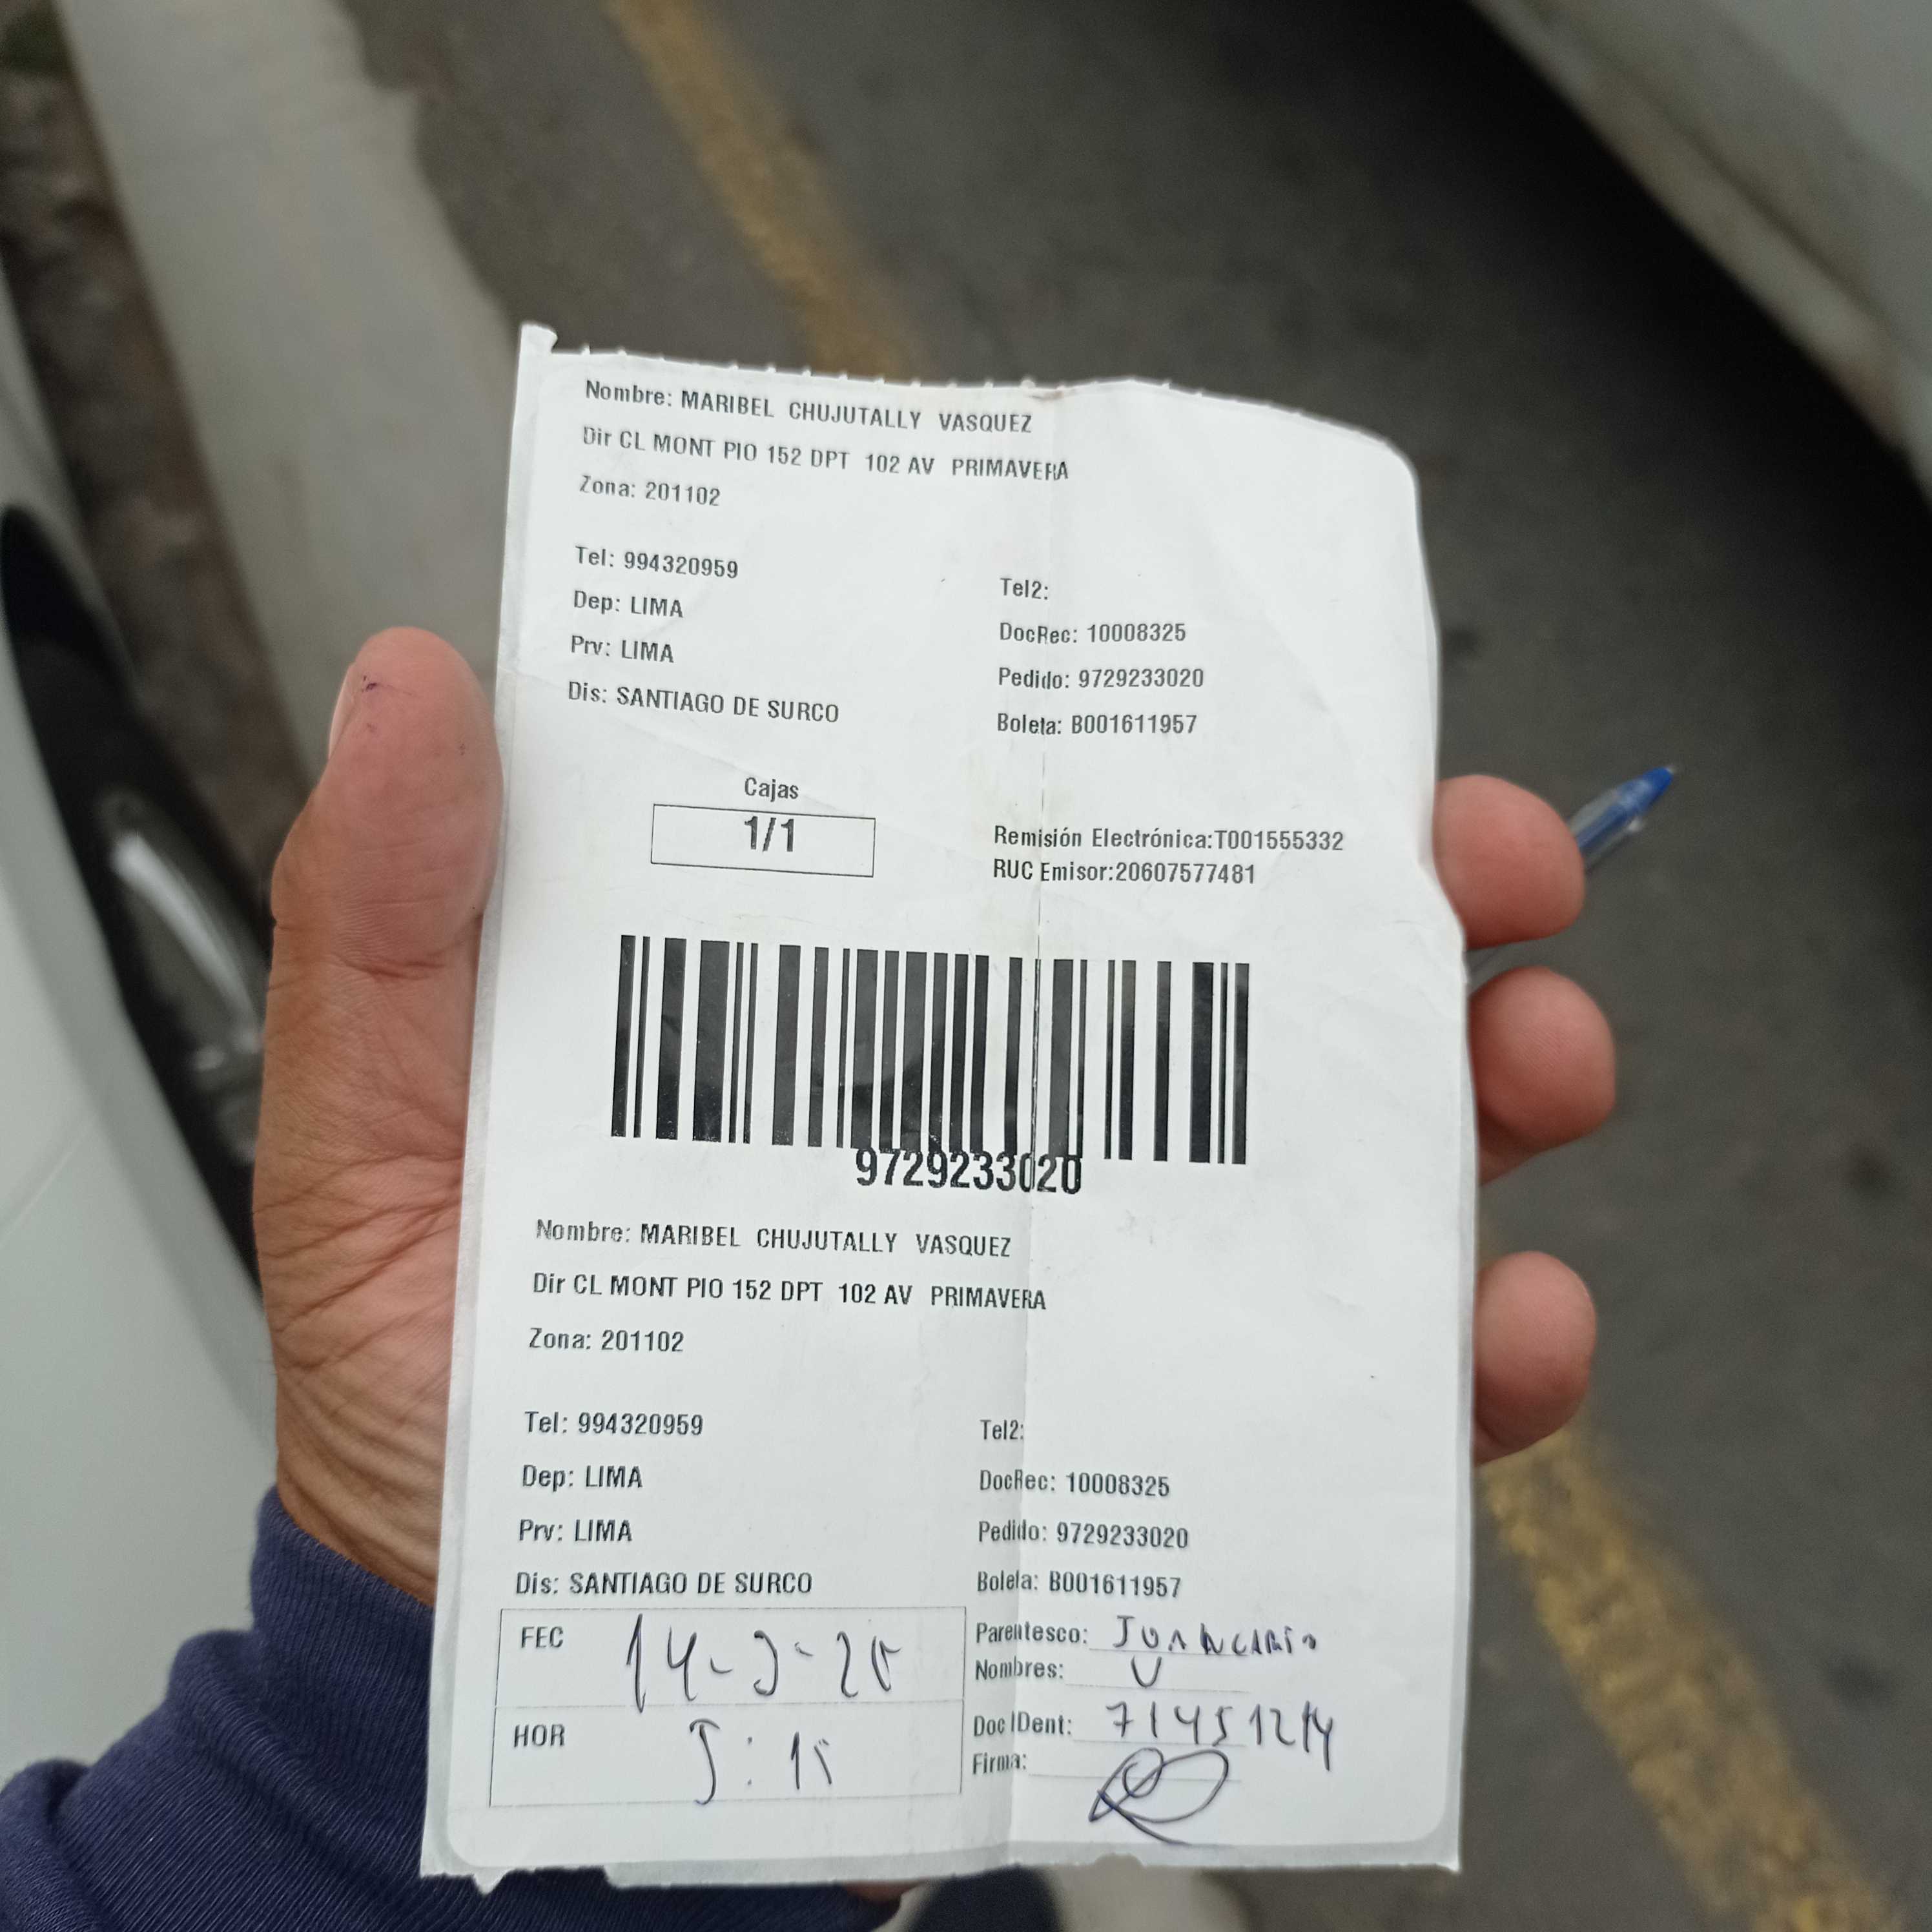 Nombre: MARIBEL CHUJUTALLY VASQUEZ
Dir CL MONT PIO 152 DPT 102 AV PRIMAVERA
Zona: 201102
Tel: 994320959
Tel2:
Dep: LIMA
DocRec: 10008325
Prv: LIMA
Pedido: 9729233020
Dis: SANTIAGO DE SURCO
Boleta: B001611957
Cajas
1/1
Remisión Electrónica:T001555332
RUC Emisor:20607577481
9729233020
Nombre: MARIBEL CHUJUTALLY VASQUEZ
Dir CL MONT PIO 152 DPT 102 AV PRIMAVERA
Zona: 201102
Tel: 994320959
Tel2:
Dep: LIMA
DocRec: 10008325
Prv: LIMA
Pedido: 9729233020
Dis: SANTIAGO DE SURCO
Boleta: B001611957
FEC
Parentesco:
Nombres:
HOR
Doc IDent:
Firma: